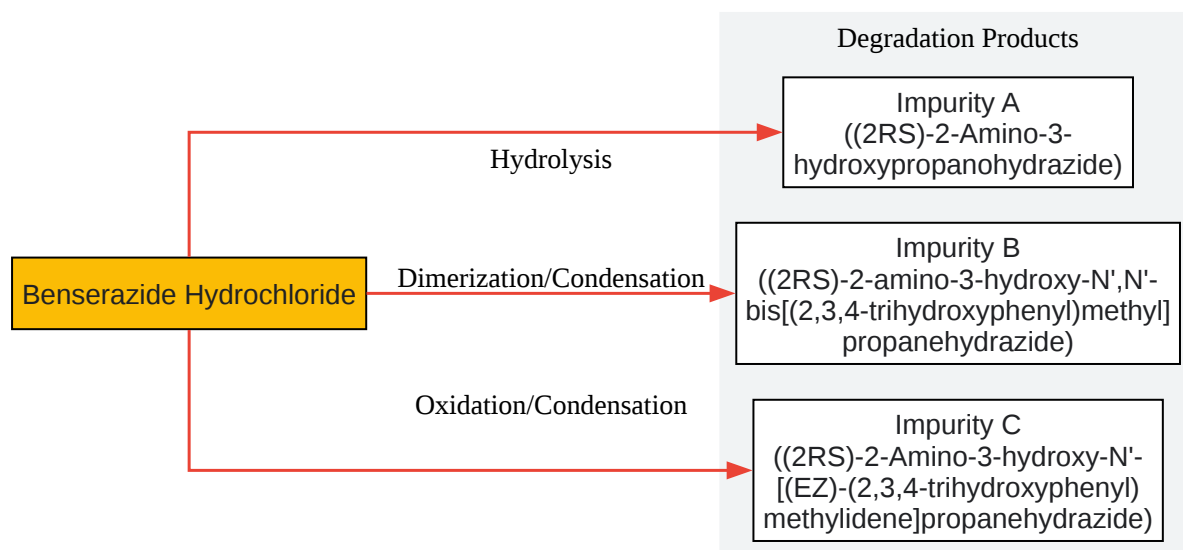 Degradation Products
Impurity A
((2RS)-2-Amino-3-
hydroxypropanohydrazide)
Hydrolysis
Benserazide Hydrochloride
Dimerization/Condensation
Impurity B
((2RS)-2-amino-3-hydroxy-N',N'-
bis[(2,3,4-trihydroxyphenyl)methyl]
propanehydrazide)
Oxidation/Condensation
Impurity C
((2RS)-2-Amino-3-hydroxy-N'-
[(EZ)-(2,3,4-trihydroxyphenyl)
methylidene]propanehydrazide)